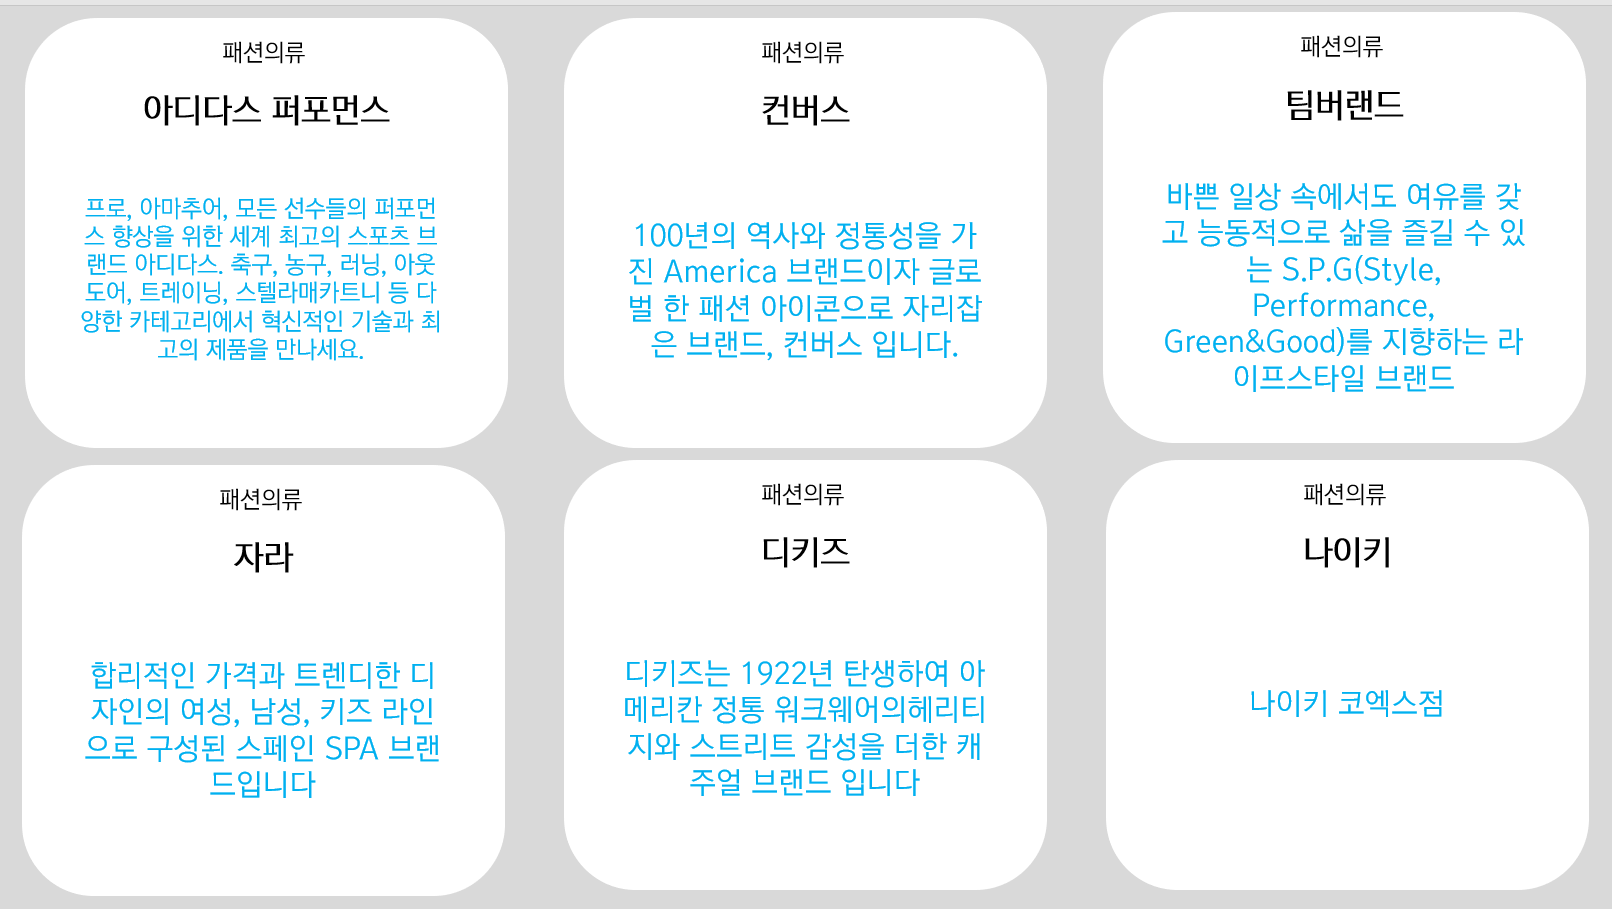 패션의류
아디다스 퍼포먼스
프로, 아마추어, 모든 선수들의 퍼포먼
스 향상을 위한 세계 최고의 스포츠 브
랜드 아디다스. 축구, 농구, 러닝, 아웃
도어, 트레이닝, 스텔라매카트니 등 다
양한 카테고리에서 혁신적인 기술과 최
고의 제품을 만나세요.
패션의류
컨버스
100년의 역사와 정통성을 가
진 America 브랜드이자 글로
벌 한 패션 아이콘으로 자리잡
은 브랜드, 컨버스 입니다.
패션의류
팀버랜드
바쁜 일상 속에서도 여유를 갖
고 능동적으로 삶을 즐길 수 있
는 S.P.G(Style,
Performance,
Green&Good)를 지향하는 라
이프스타일 브랜드
패션의류
자라
합리적인 가격과 트렌디한 디
자인의 여성, 남성, 키즈 라인
으로 구성된 스페인 SPA 브랜
드입니다
패션의류
디키즈
디키즈는 1922년 탄생하여 아
메리칸 정통 워크웨어의헤리티
지와 스트리트 감성을 더한 캐
주얼 브랜드 입니다
패션의류
나이키
나이키 코엑스점